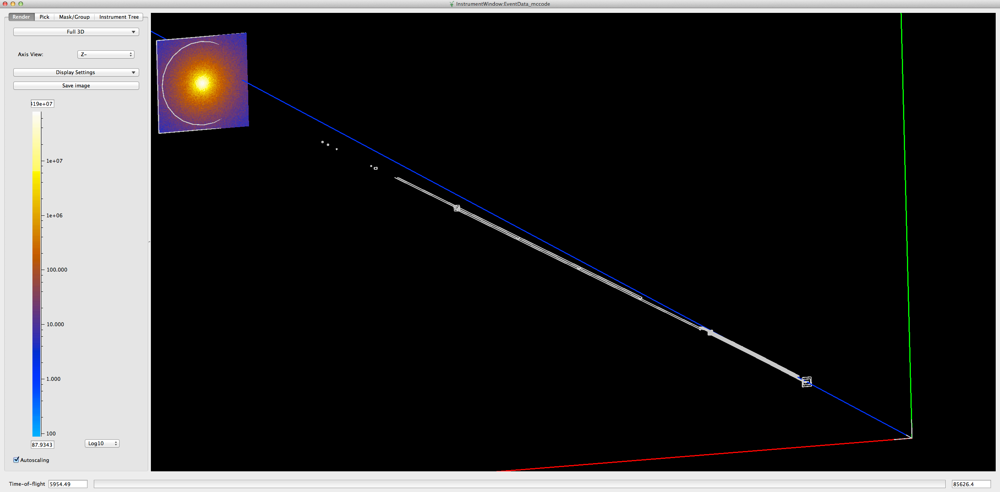 InstrumentWindow:EventData_mccode
Render Pick Mask/Group Instrument Tree
Full 3D
Axis View: Z-
Display Settings
Save image
419e+07
1e+07
1e+06
100.000
10.000
1.000
100
87.9343 Log10
Autoscaling
Time-of-flight 5954.49 85626.4